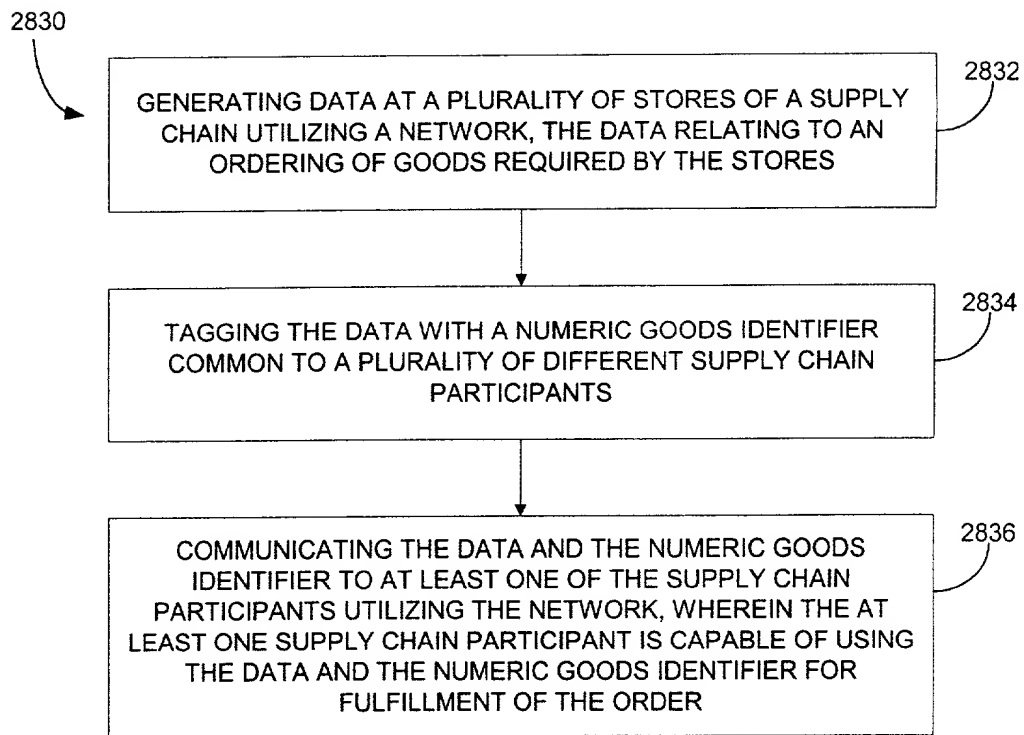 2830
2832
GENERATING DATA AT A PLURALITY OF STORES OF A SUPPLY
CHAIN UTILIZING A NETWORK, THE DATA RELATING TO AN
ORDERING OF GOODS REQUIRED BY THE STORES
2834
TAGGING THE DATA WITH A NUMERIC GOODS IDENTIFIER
COMMON TO A PLURALITY OF DIFFERENT SUPPLY CHAIN
PARTICIPANTS
2836
COMMUNICATING THE DATA AND THE NUMERIC GOODS
IDENTIFIER TO AT LEAST ONE OF THE SUPPLY CHAIN
PARTICIPANTS UTILIZING THE NETWORK, WHEREIN THE AT
LEAST ONE SUPPLY CHAIN PARTICIPANT IS CAPABLE OF USING
THE DATA AND THE NUMERIC GOODS IDENTIFIER FOR
FULFILLMENT OF THE ORDER